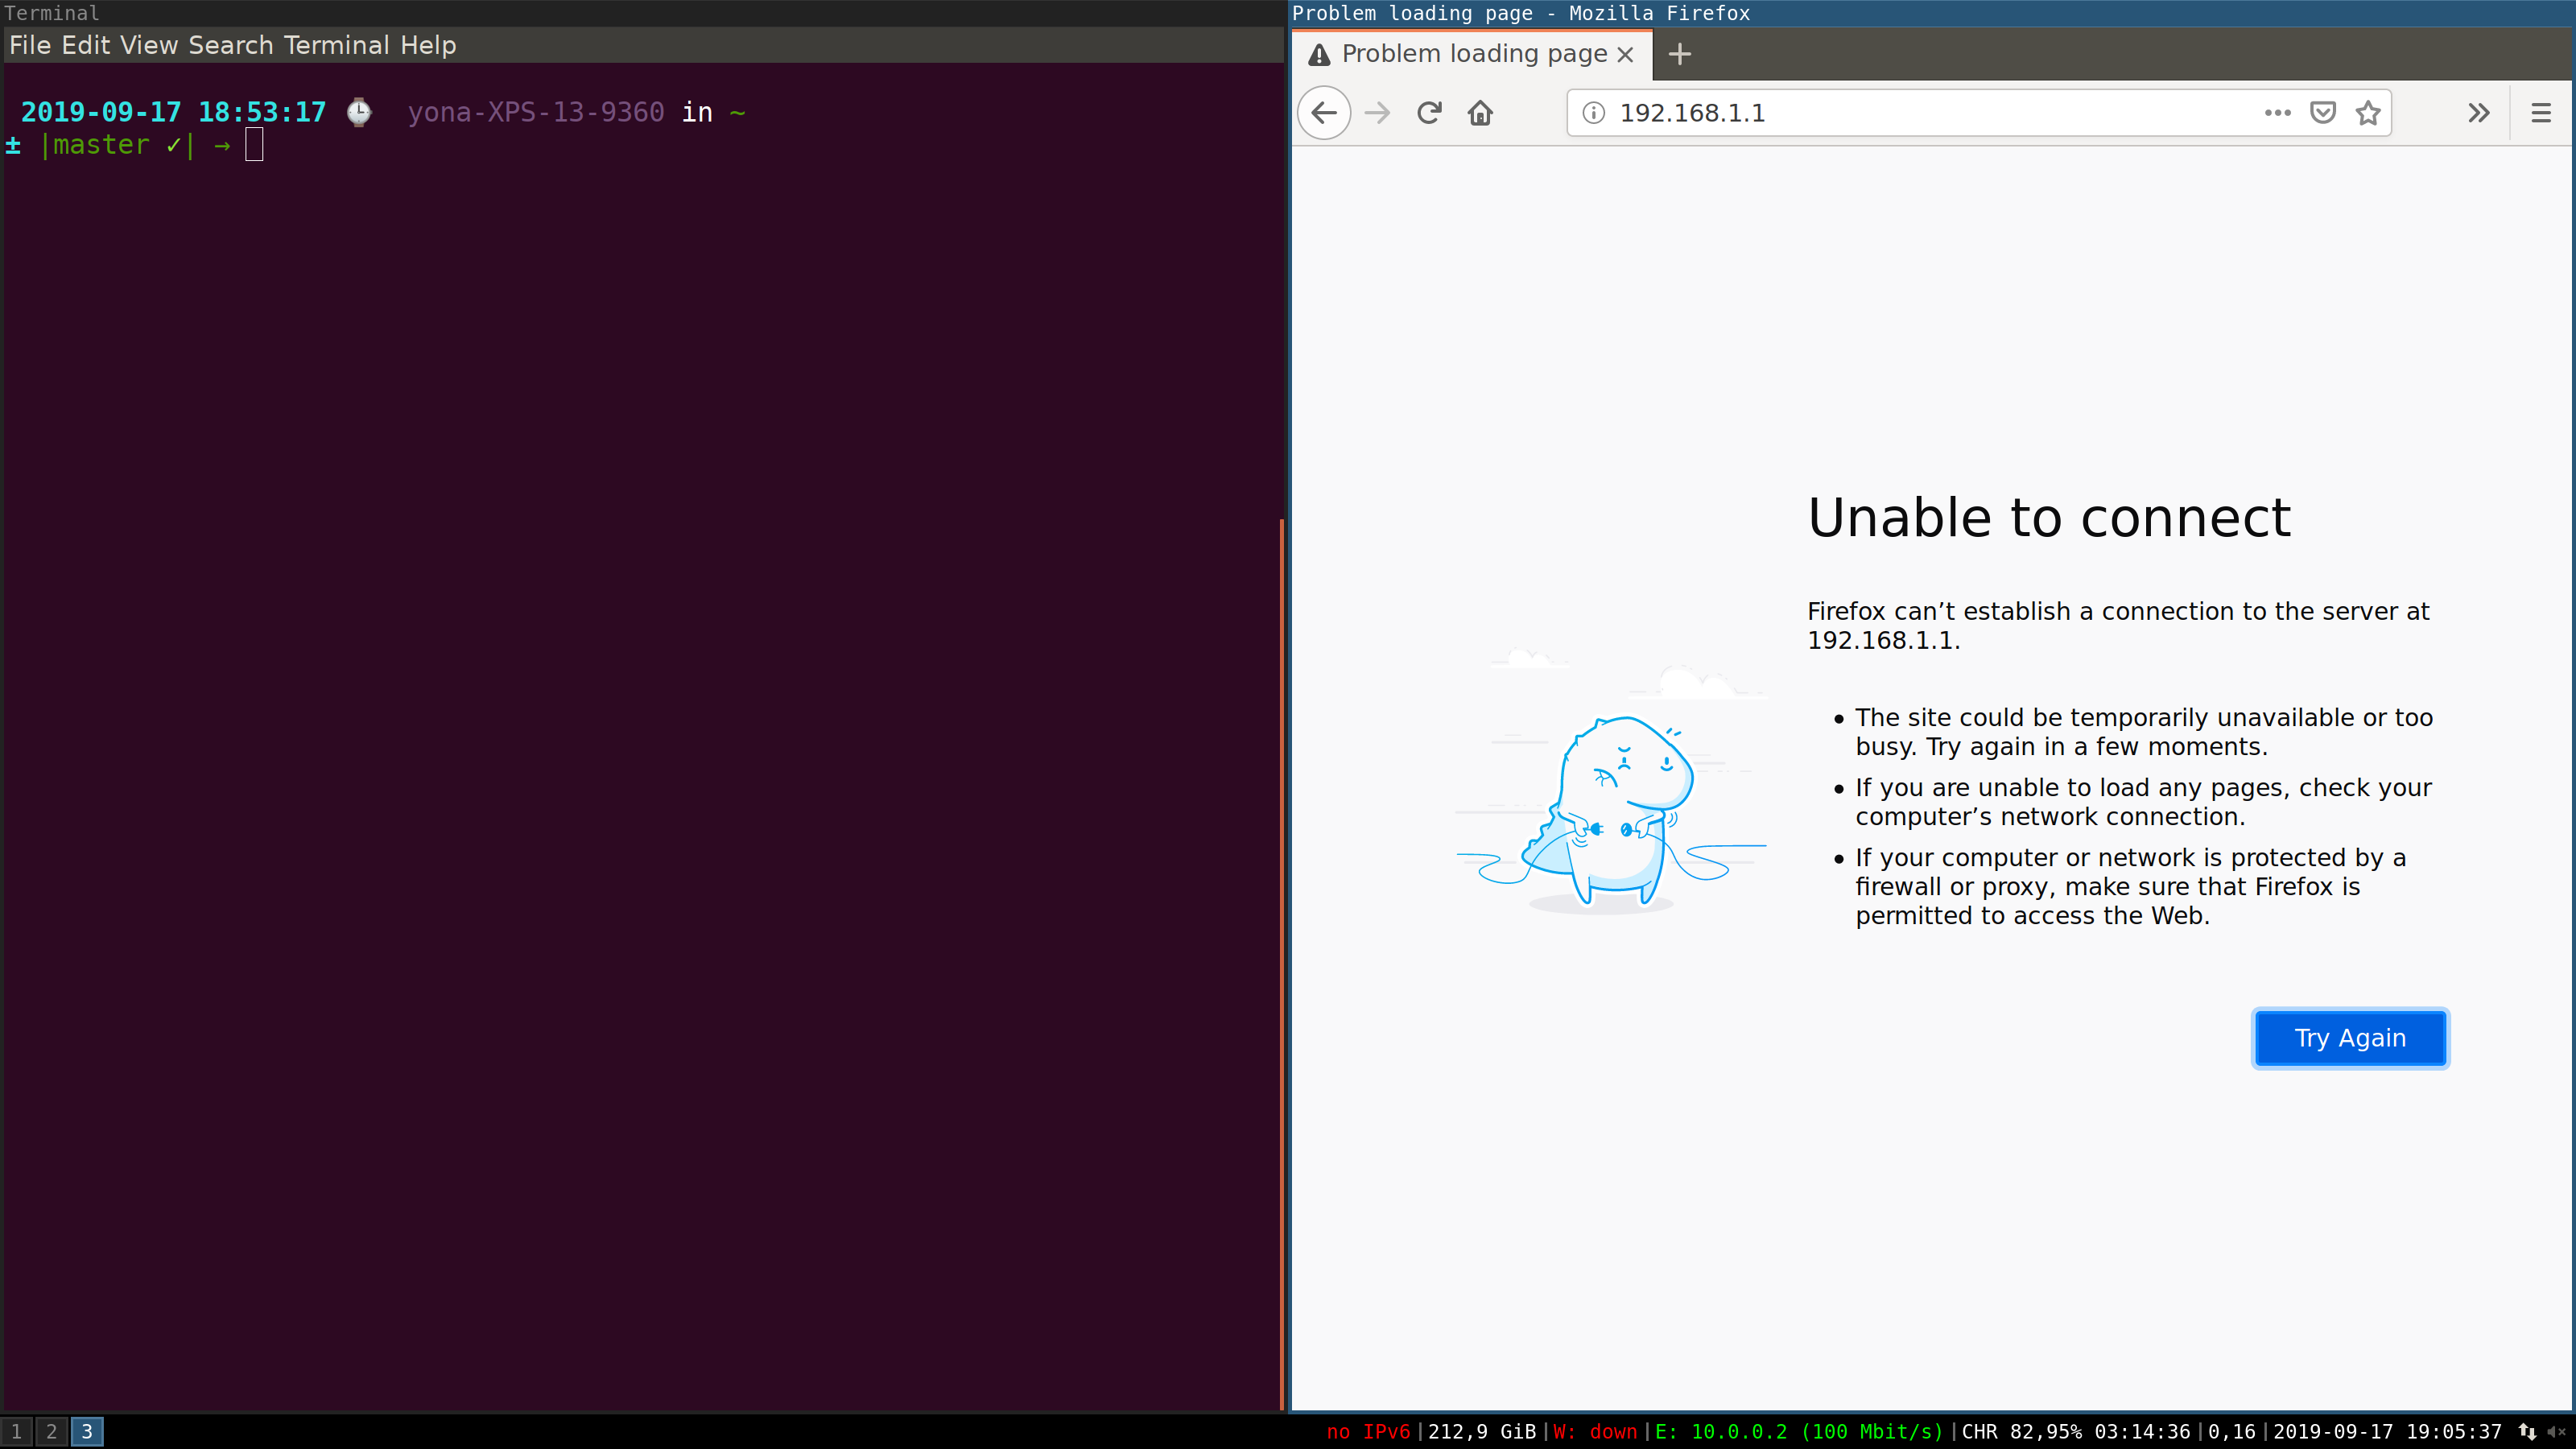 Terminal
File Edit View Search Terminal Help
2019-09-17 18:53:17 ⌚ yona-XPS-13-9360 in ~
± |master ✓| →
Problem loading page - Mozilla Firefox
Problem loading page
192.168.1.1
Unable to connect
Firefox can’t establish a connection to the server at
192.168.1.1.
• The site could be temporarily unavailable or too
busy. Try again in a few moments.
• If you are unable to load any pages, check your
computer’s network connection.
• If your computer or network is protected by a
firewall or proxy, make sure that Firefox is
permitted to access the Web.
Try Again
1 2 3
no IPv6|212,9 GiB|W: down|E: 10.0.0.2 (100 Mbit/s)|CHR 82,95% 03:14:36|0,16|2019-09-17 19:05:37